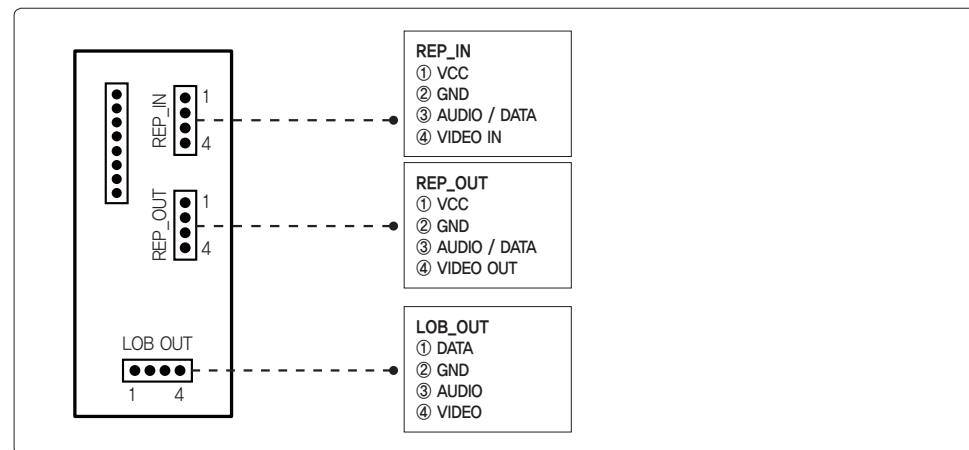 REP_IN
1
4
REP_OUT
1
4
LOB OUT
1 4
REP_IN
① VCC
② GND
③ AUDIO / DATA
④ VIDEO IN
REP_OUT
① VCC
② GND
③ AUDIO / DATA
④ VIDEO OUT
LOB_OUT
① DATA
② GND
③ AUDIO
④ VIDEO